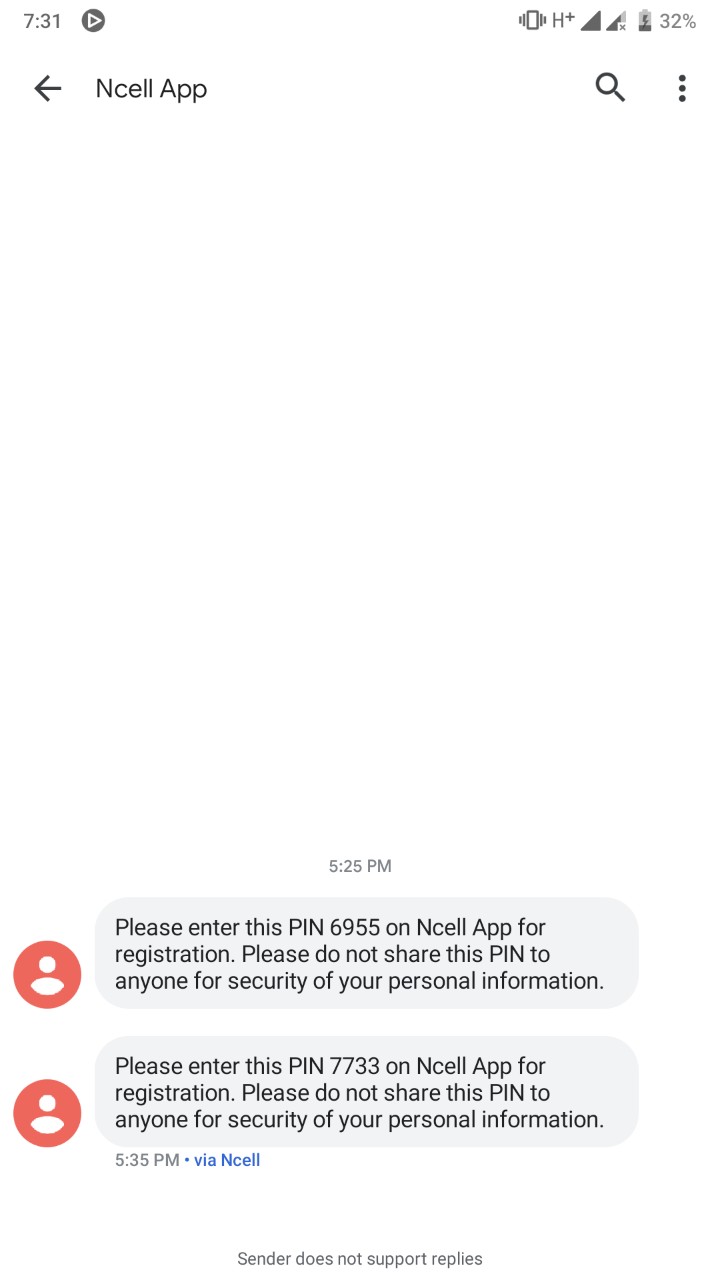 7:31 H+ 32%
Ncell App
5:25 PM
Please enter this PIN 6955 on Ncell App for
registration. Please do not share this PIN to
anyone for security of your personal information.
Please enter this PIN 7733 on Ncell App for
registration. Please do not share this PIN to
anyone for security of your personal information.
5:35 PM • via Ncell
Sender does not support replies